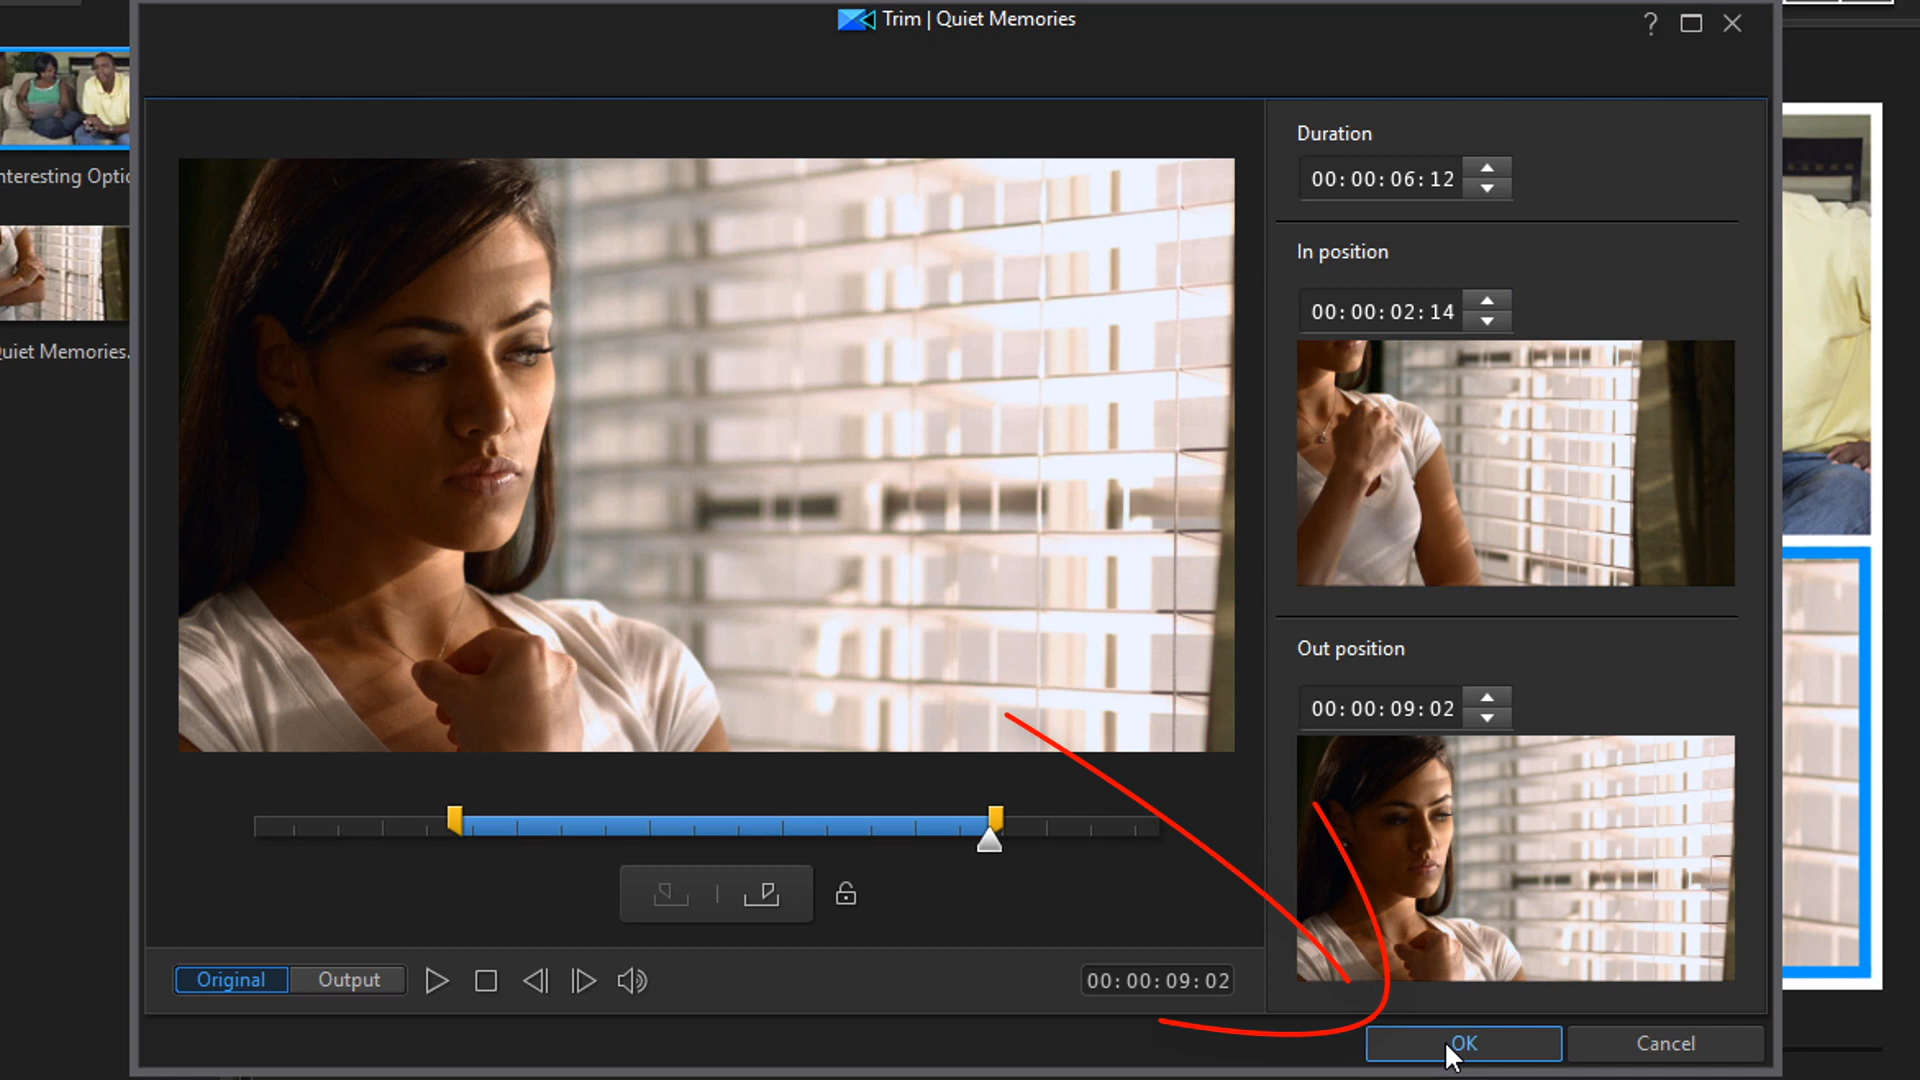 Trim | Quiet Memories
?
nteresting Optic
uiet Memories.
Duration
00:00:06:12
In position
00:00:02:14
Out position
00:00:09:02
Original
Output
00:00:09:02
OK
Cancel